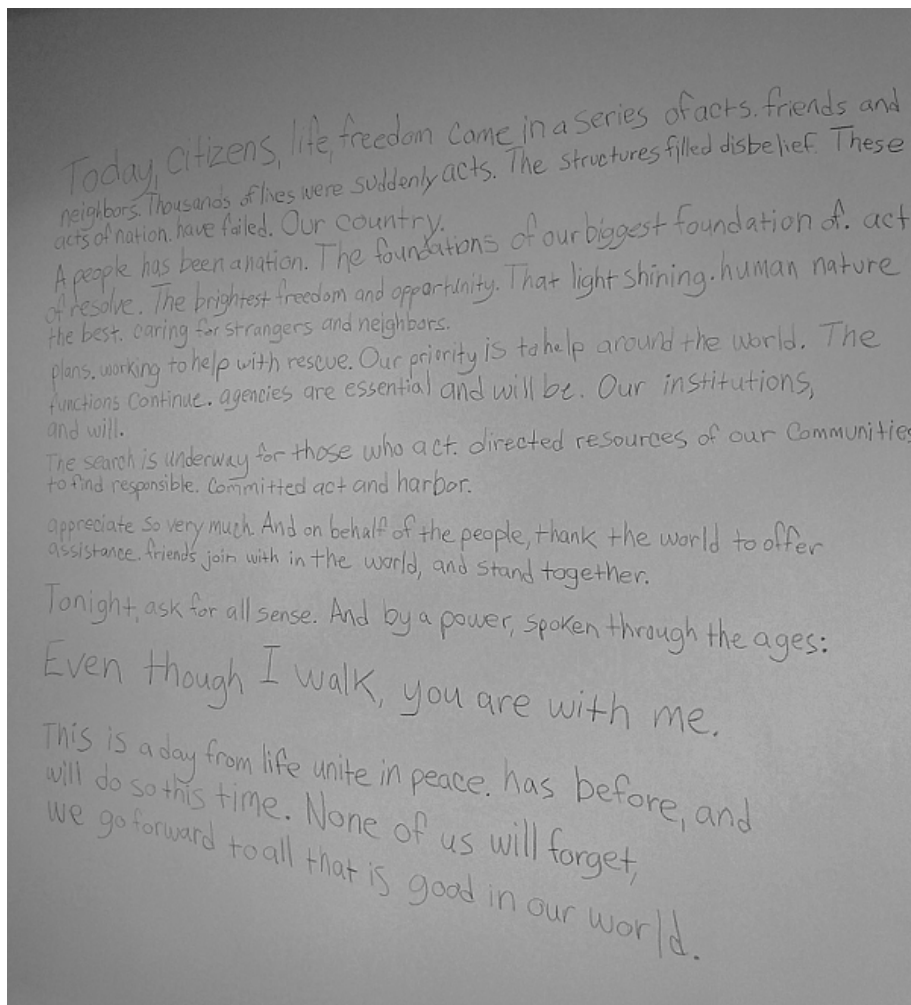 Today, citizens, life, freedom came in a series of acts. friends and
neighbors. Thousands of lives were suddenly acts. The structures filled disbelief. These
acts of nation. have failed. Our country.
A people has been a nation. The foundations of our biggest foundation of. act
of resolve. The brightest freedom and opportunity. That light shining. human nature
the best. caring for strangers and neighbors.
plans. working to help with rescue. Our priority is to help around the world. The
functions continue. agencies are essential and will be. Our institutions,
and will.
The search is underway for those who act. directed resources of our communities
to find responsible. Committed act and harbor.
appreciate so very much. And on behalf of the people, thank the world to offer
assistance. friends join with in the world, and stand together.
Tonight, ask for all sense. And by a power, spoken through the ages:
Even though I walk, you are with me.
This is a day from life unite in peace. has before, and
will do so this time. None of us will forget,
we go forward to all that is good in our world.